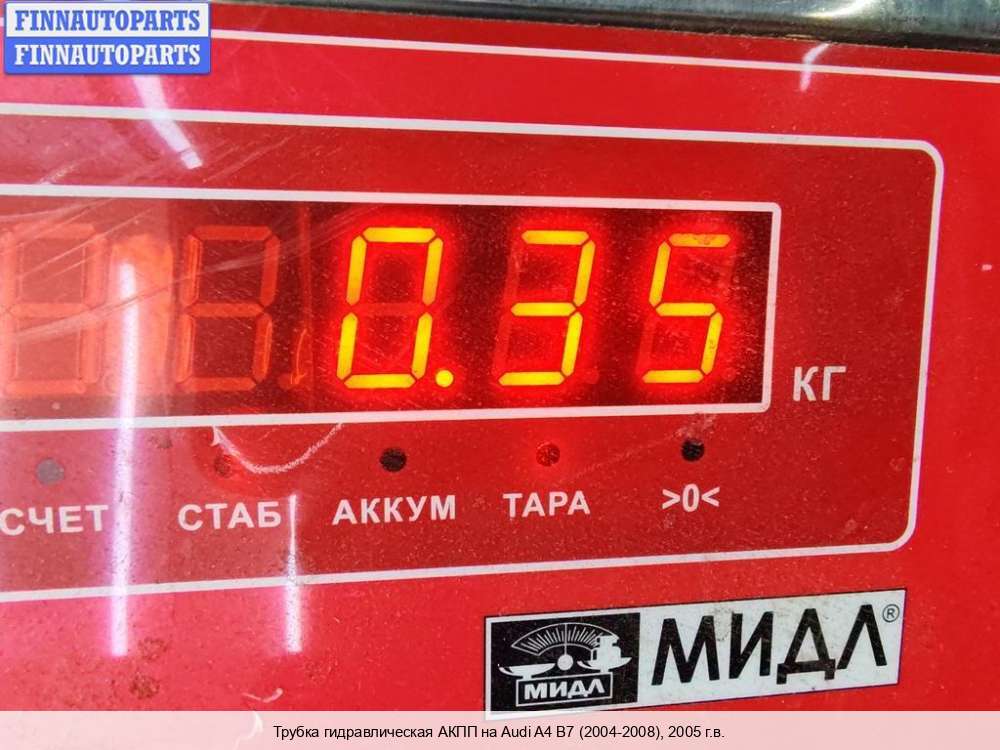 FINNAUTOPARTS
FINNAUTOPARTS
0.35
КГ
СЧЕТ СТАБ АККУМ ТАРА >0<
МИДЛ
МИДЛ®
Трубка гидравлическая АКПП на Audi A4 B7 (2004-2008), 2005 г.в.